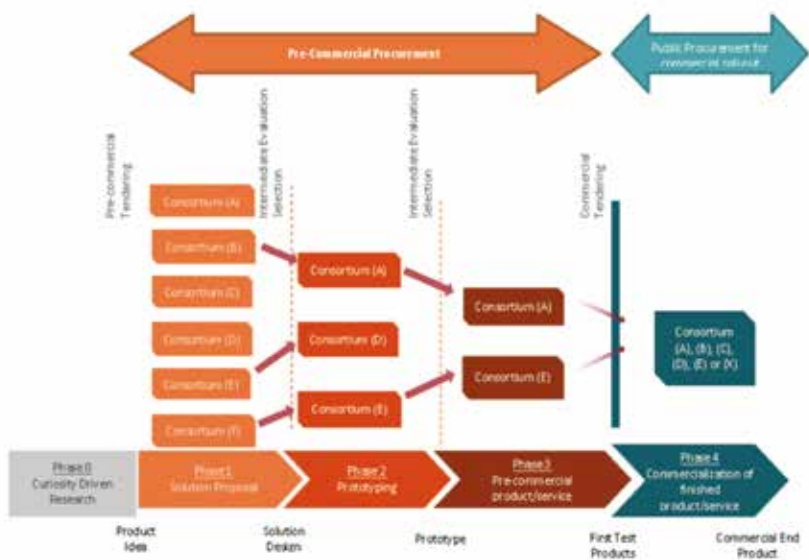 Pre-Commercial Procurement
Public Procurement for
commercial rollout
Pre-commercial
Tendering
Intermediate Evaluation
Selection
Intermediate Evaluation
Selection
Commercial
Tendering
Consortium (A)
Consortium (B)
Consortium (C)
Consortium (D)
Consortium (E)
Consortium (F)
Consortium (A)
Consortium (D)
Consortium (E)
Consortium (A)
Consortium (E)
Consortium
(A), (B), (C),
(D), (E) or (X)
Phase 0
Curiosity Driven
Research
Phase 1
Solution Proposal
Phase 2
Prototyping
Phase 3
Pre-commercial
product/service
Phase 4
Commercialization of
finished
product/service
Product
Idea
Solution
Design
Prototype
First Test
Products
Commercial End
Product